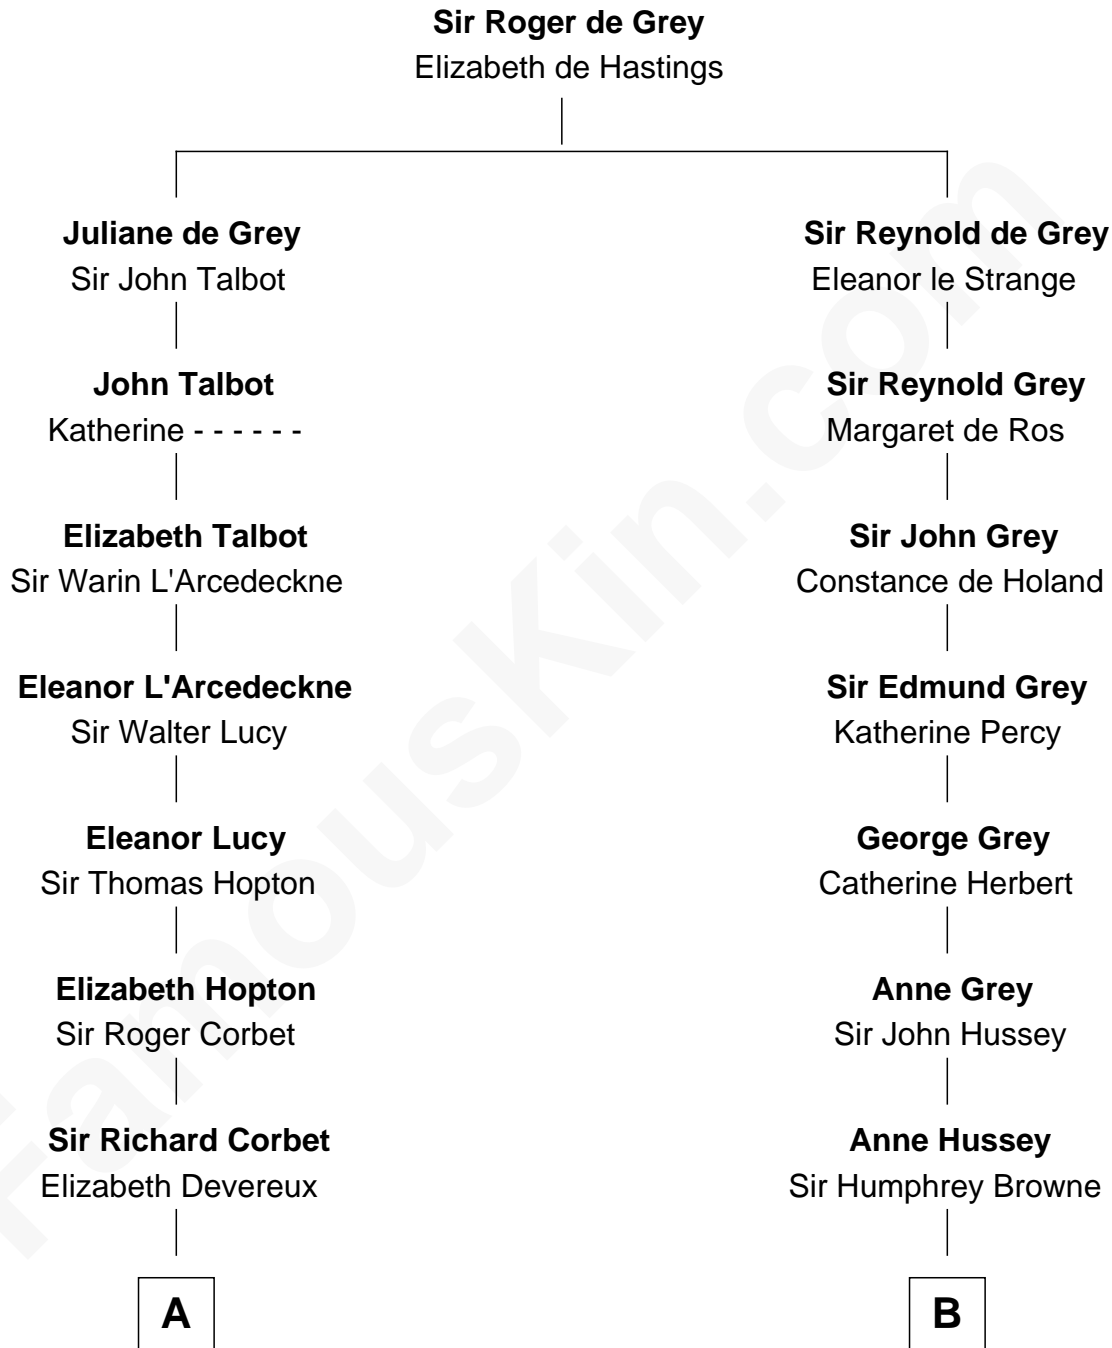 Sir Roger de Grey
Elizabeth de Hastings
Juliane de Grey
Sir John Talbot
John Talbot
Katherine - - - - - -
Elizabeth Talbot
Sir Warin L'Arcedeckne
Eleanor L'Arcedeckne
Sir Walter Lucy
Eleanor Lucy
Sir Thomas Hopton
Elizabeth Hopton
Sir Roger Corbet
Sir Richard Corbet
Elizabeth Devereux
A
Sir Reynold de Grey
Eleanor le Strange
Sir Reynold Grey
Margaret de Ros
Sir John Grey
Constance de Holand
Sir Edmund Grey
Katherine Percy
George Grey
Catherine Herbert
Anne Grey
Sir John Hussey
Anne Hussey
Sir Humphrey Browne
B
FamousKin.com